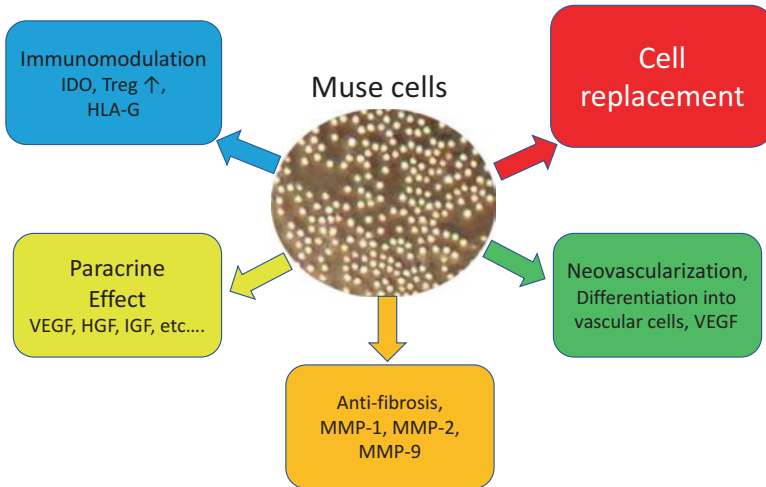 Muse cells
Immunomodulation
IDO, Treg ↑,
HLA-G
Cell
replacement
Paracrine
Effect
VEGF, HGF, IGF, etc....
Neovascularization,
Differentiation into
vascular cells, VEGF
Anti-fibrosis,
MMP-1, MMP-2,
MMP-9